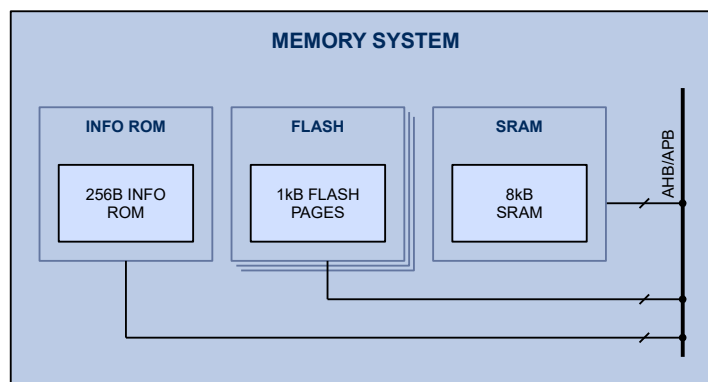 MEMORY SYSTEM
INFO ROM
256B INFO
ROM
FLASH
1kB FLASH
PAGES
SRAM
8kB
SRAM
AHB/APB